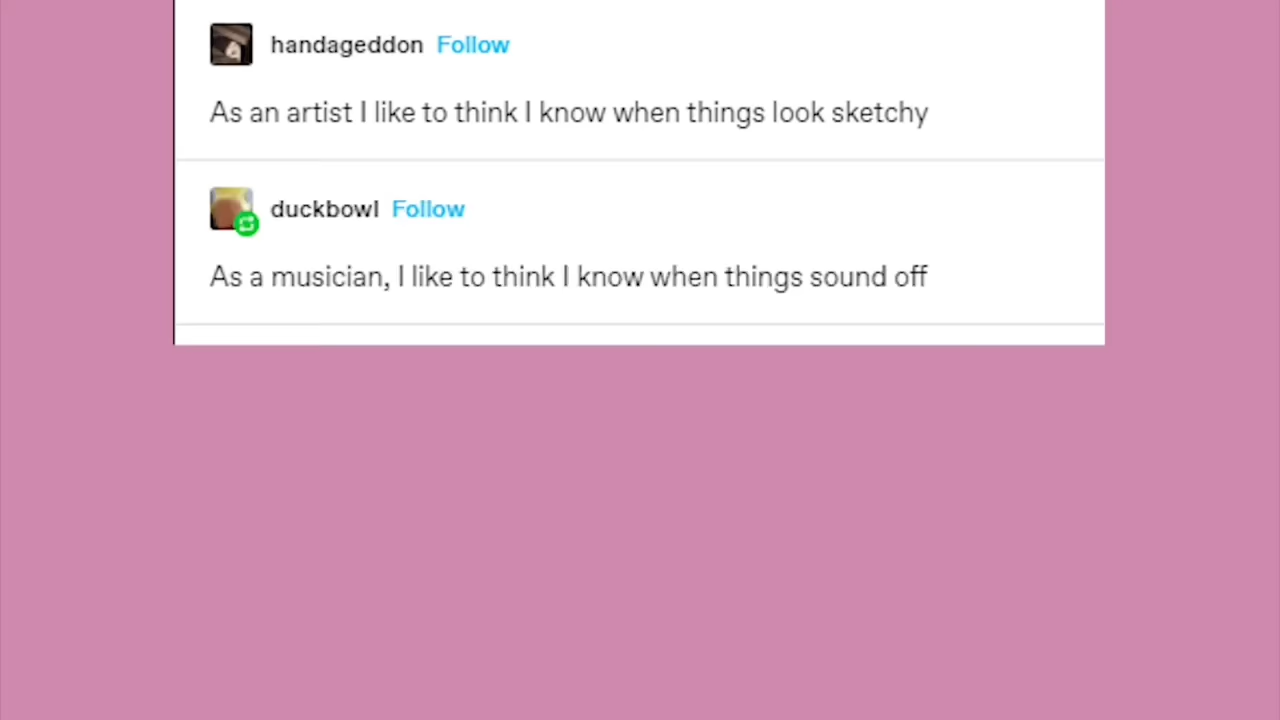 handageddon Follow
As an artist I like to think I know when things look sketchy
duckbowl Follow
As a musician, I like to think I know when things sound off